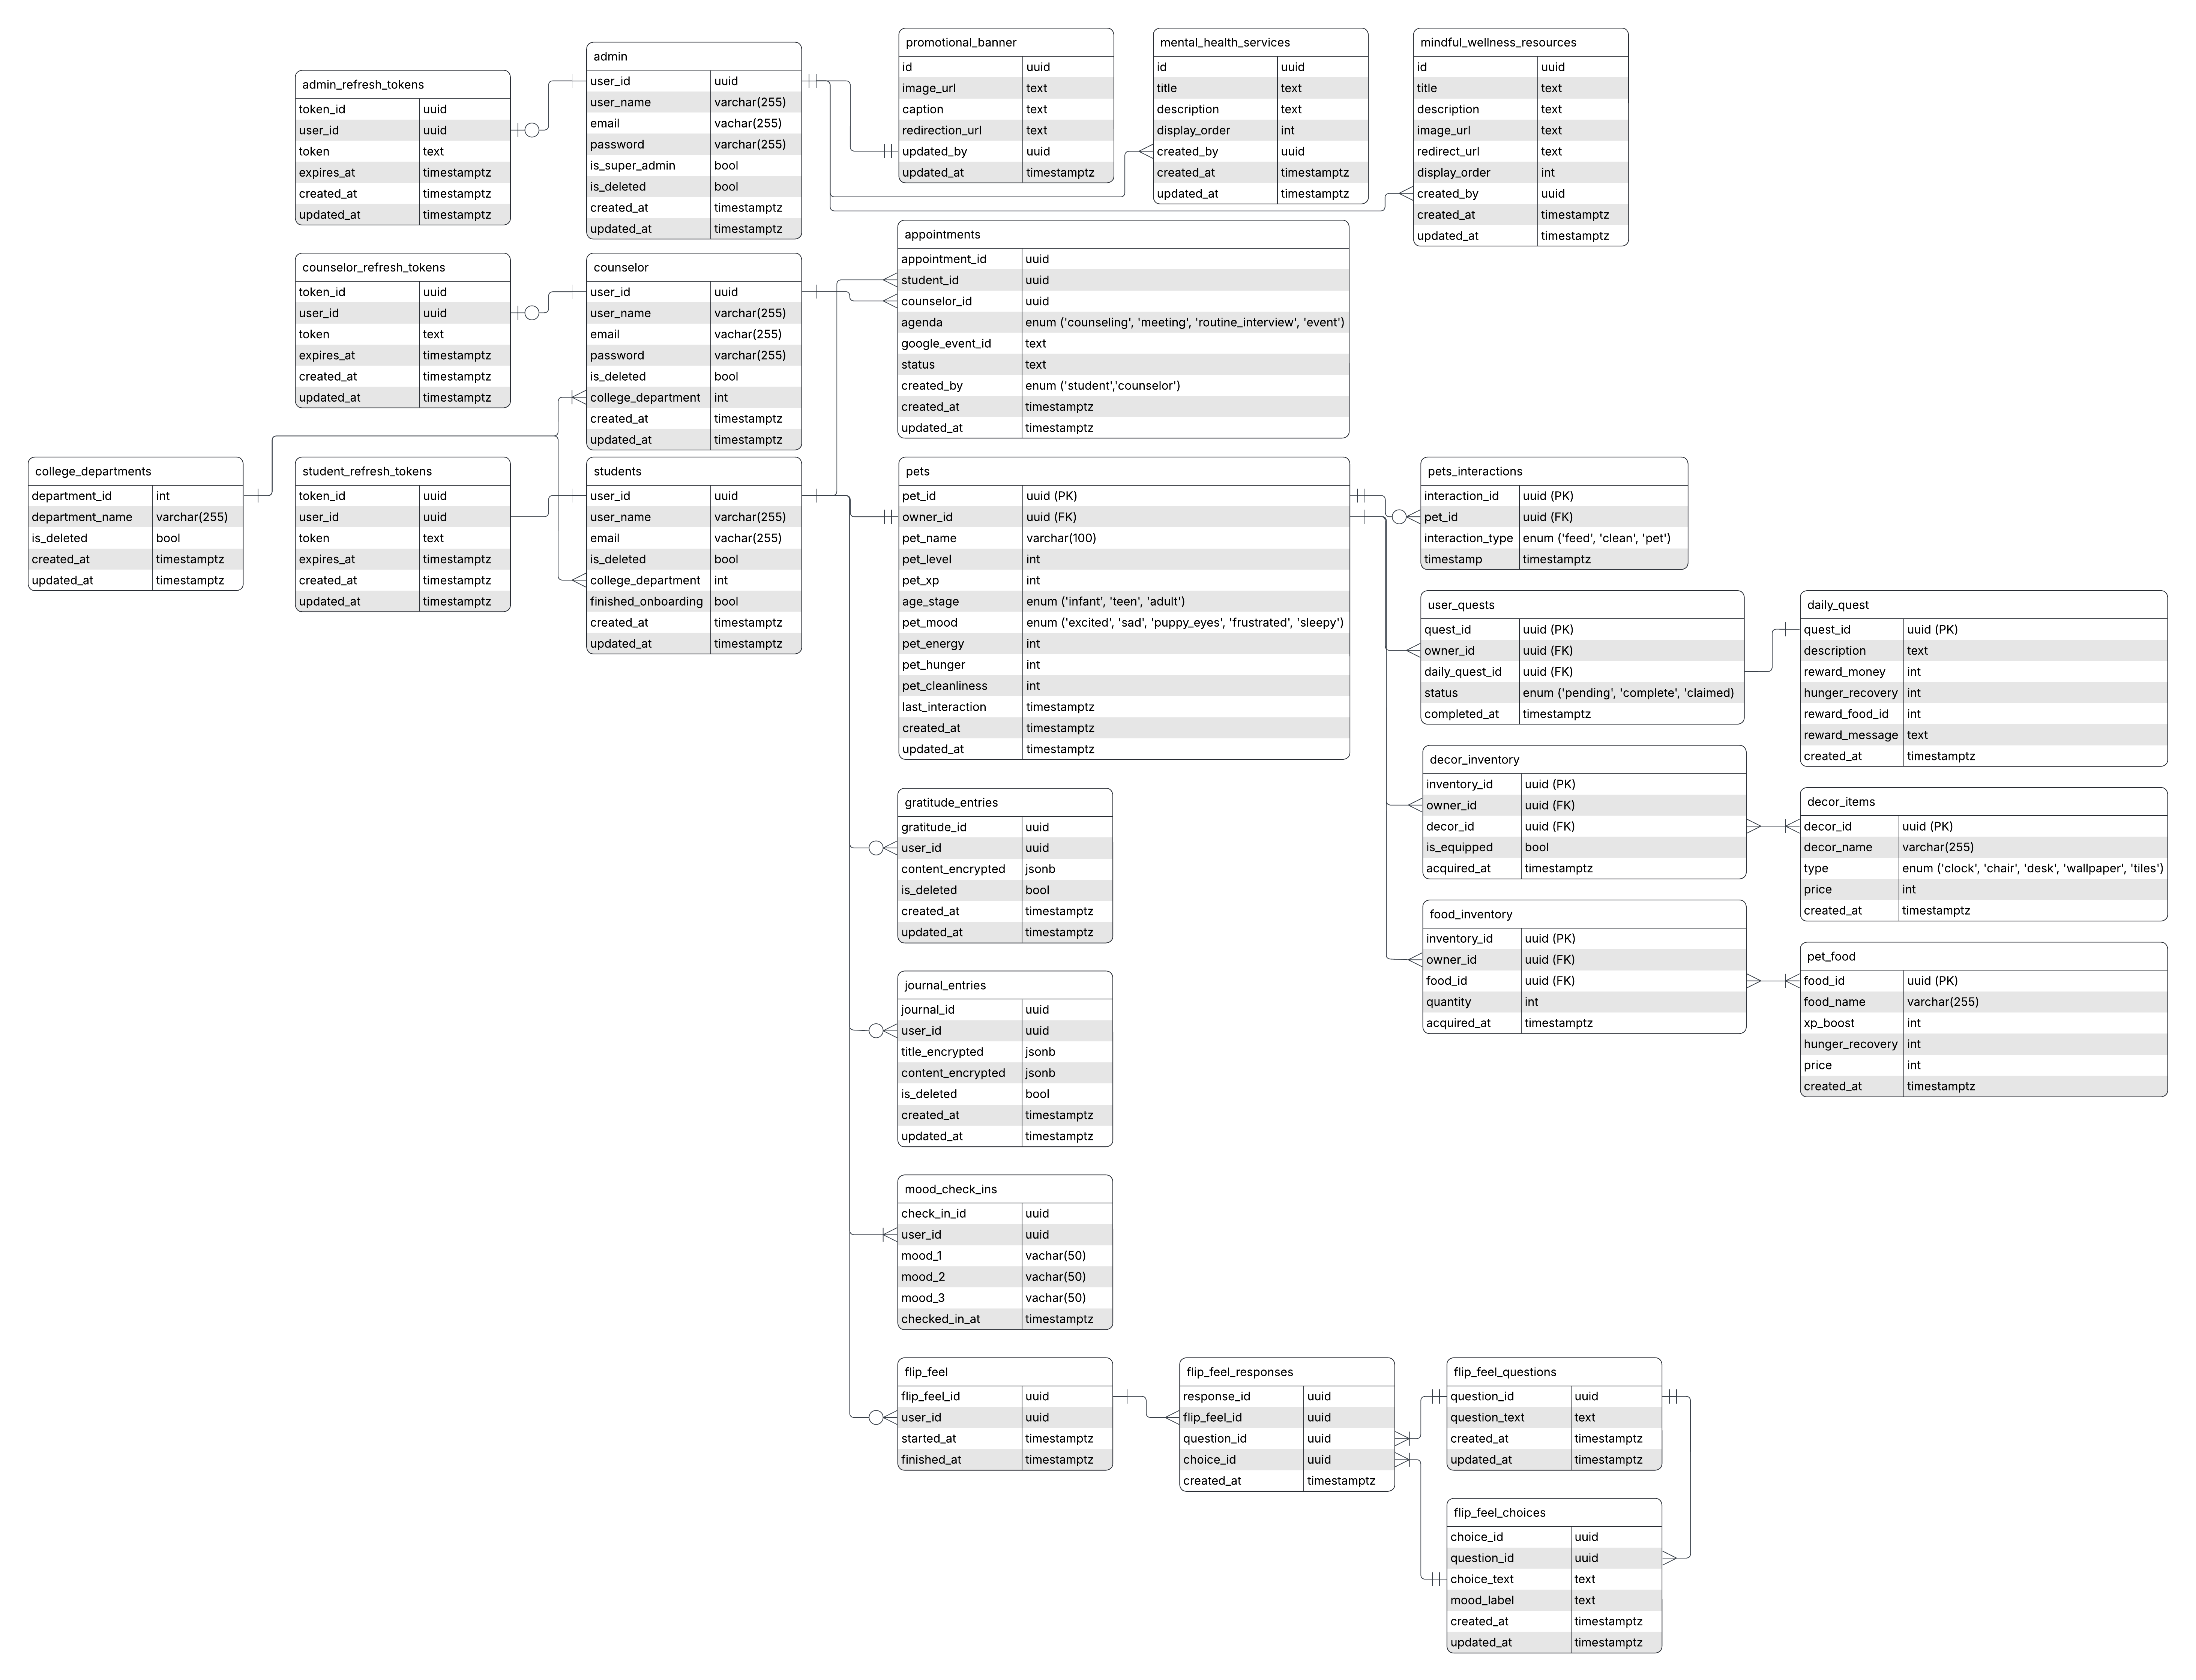 admin_refresh_tokens
token_id uuid
user_id uuid
token text
expires_at timestamptz
created_at timestamptz
updated_at timestamptz
admin
user_id uuid
user_name varchar(255)
email vachar(255)
password varchar(255)
is_super_admin bool
is_deleted bool
created_at timestamptz
updated_at timestamptz
promotional_banner
id uuid
image_url text
caption text
redirection_url text
updated_by uuid
updated_at timestamptz
mental_health_services
id uuid
title text
description text
display_order int
created_by uuid
created_at timestamptz
updated_at timestamptz
mindful_wellness_resources
id uuid
title text
description text
image_url text
redirect_url text
display_order int
created_by uuid
created_at timestamptz
updated_at timestamptz
counselor_refresh_tokens
token_id uuid
user_id uuid
token text
expires_at timestamptz
created_at timestamptz
updated_at timestamptz
counselor
user_id uuid
user_name varchar(255)
email vachar(255)
password varchar(255)
is_deleted bool
college_department int
created_at timestamptz
updated_at timestamptz
appointments
appointment_id uuid
student_id uuid
counselor_id uuid
agenda enum ('counseling', 'meeting', 'routine_interview', 'event')
google_event_id text
status text
created_by enum ('student','counselor')
created_at timestamptz
updated_at timestamptz
college_departments
department_id int
department_name varchar(255)
is_deleted bool
created_at timestamptz
updated_at timestamptz
student_refresh_tokens
token_id uuid
user_id uuid
token text
expires_at timestamptz
created_at timestamptz
updated_at timestamptz
students
user_id uuid
user_name varchar(255)
email vachar(255)
is_deleted bool
college_department int
finished_onboarding bool
created_at timestamptz
updated_at timestamptz
pets
pet_id uuid (PK)
owner_id uuid (FK)
pet_name varchar(100)
pet_level int
pet_xp int
age_stage enum ('infant', 'teen', 'adult')
pet_mood enum ('excited', 'sad', 'puppy_eyes', 'frustrated', 'sleepy')
pet_energy int
pet_hunger int
pet_cleanliness int
last_interaction timestamptz
created_at timestamptz
updated_at timestamptz
pets_interactions
interaction_id uuid (PK)
pet_id uuid (FK)
interaction_type enum ('feed', 'clean', 'pet')
timestamp timestamptz
user_quests
quest_id uuid (PK)
owner_id uuid (FK)
daily_quest_id uuid (FK)
status enum ('pending', 'complete', 'claimed)
completed_at timestamptz
daily_quest
quest_id uuid (PK)
description text
reward_money int
hunger_recovery int
reward_food_id int
reward_message text
created_at timestamptz
decor_inventory
inventory_id uuid (PK)
owner_id uuid (FK)
decor_id uuid (FK)
is_equipped bool
acquired_at timestamptz
decor_items
decor_id uuid (PK)
decor_name varchar(255)
type enum ('clock', 'chair', 'desk', 'wallpaper', 'tiles')
price int
created_at timestamptz
food_inventory
inventory_id uuid (PK)
owner_id uuid (FK)
food_id uuid (FK)
quantity int
acquired_at timestamptz
pet_food
food_id uuid (PK)
food_name varchar(255)
xp_boost int
hunger_recovery int
price int
created_at timestamptz
gratitude_entries
gratitude_id uuid
user_id uuid
content_encrypted jsonb
is_deleted bool
created_at timestamptz
updated_at timestamptz
journal_entries
journal_id uuid
user_id uuid
title_encrypted jsonb
content_encrypted jsonb
is_deleted bool
created_at timestamptz
updated_at timestamptz
mood_check_ins
check_in_id uuid
user_id uuid
mood_1 vachar(50)
mood_2 vachar(50)
mood_3 vachar(50)
checked_in_at timestamptz
flip_feel
flip_feel_id uuid
user_id uuid
started_at timestamptz
finished_at timestamptz
flip_feel_responses
response_id uuid
flip_feel_id uuid
question_id uuid
choice_id uuid
created_at timestamptz
flip_feel_questions
question_id uuid
question_text text
created_at timestamptz
updated_at timestamptz
flip_feel_choices
choice_id uuid
question_id uuid
choice_text text
mood_label text
created_at timestamptz
updated_at timestamptz